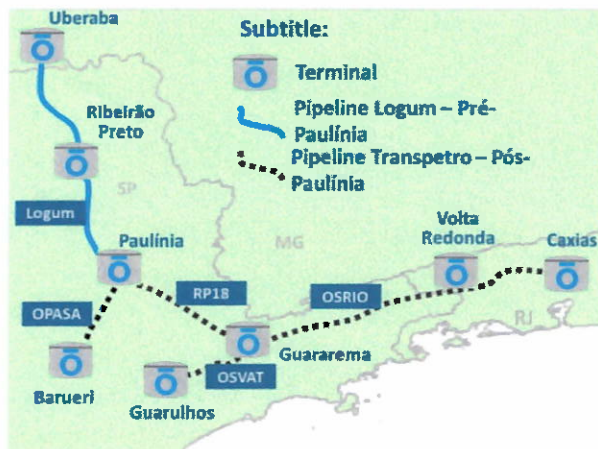 Uberaba
Subtitle:
Terminal
Ribeirão
Preto
Pipeline Logum – Pré-
Paulínia
Pipeline Transpetro – Pós-
Paulínia
SP
Logum
MG
Volta
Redonda
Caxias
Paulínia
RP18
OSRIO
OPASA
RJ
Guararema
OSVAT
Barueri
Guarulhos